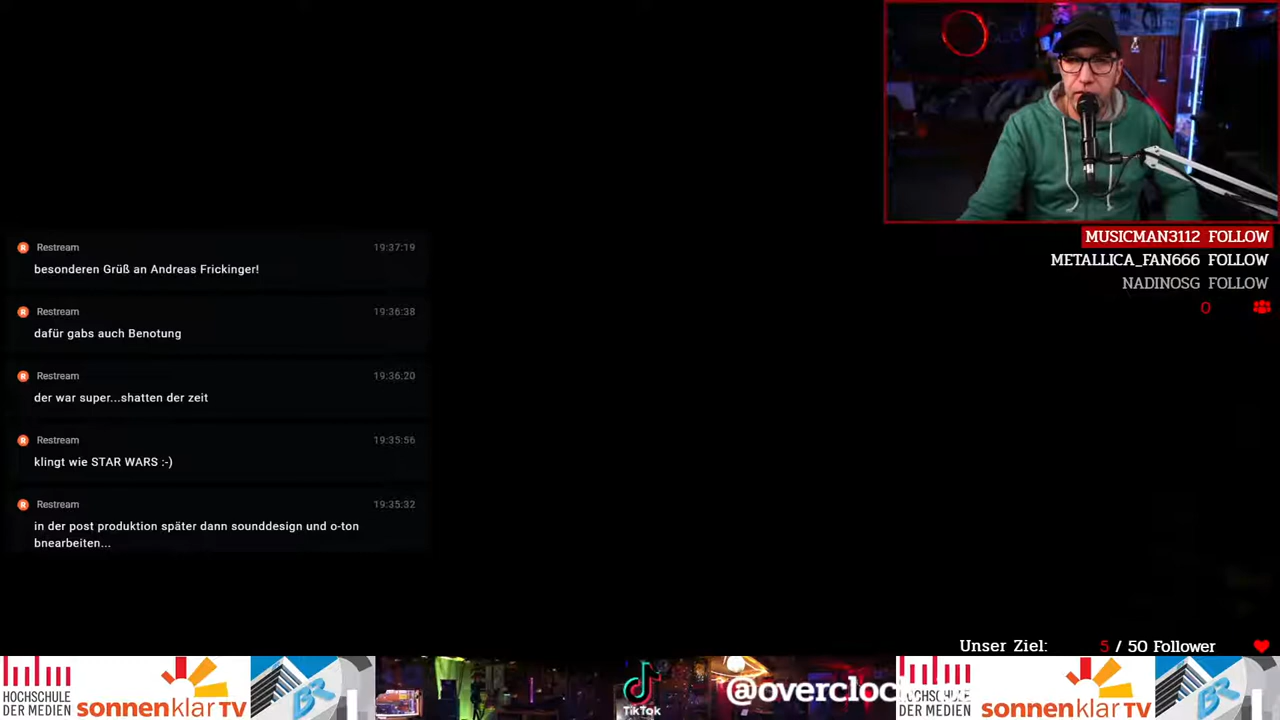 Restream 19:37:19
besonderen Grüß an Andreas Frickinger!
Restream 19:36:38
dafür gabs auch Benotung
Restream 19:36:20
der war super...shatten der zeit
Restream 19:35:56
klingt wie STAR WARS :-)
Restream 19:35:32
in der post produktion später dann sounddesign und o-ton
bnearbeiten...
MUSICMAN3112 FOLLOW
METALLICA_FAN666 FOLLOW
NADINOSG FOLLOW
0
Unser Ziel: 5 / 50 Follower
HOCHSCHULE
DER MEDIEN
sonnenklar TV
BR
TikTok
@overcloc
HOCHSCHULE
DER MEDIEN
sonnenklar TV
BR